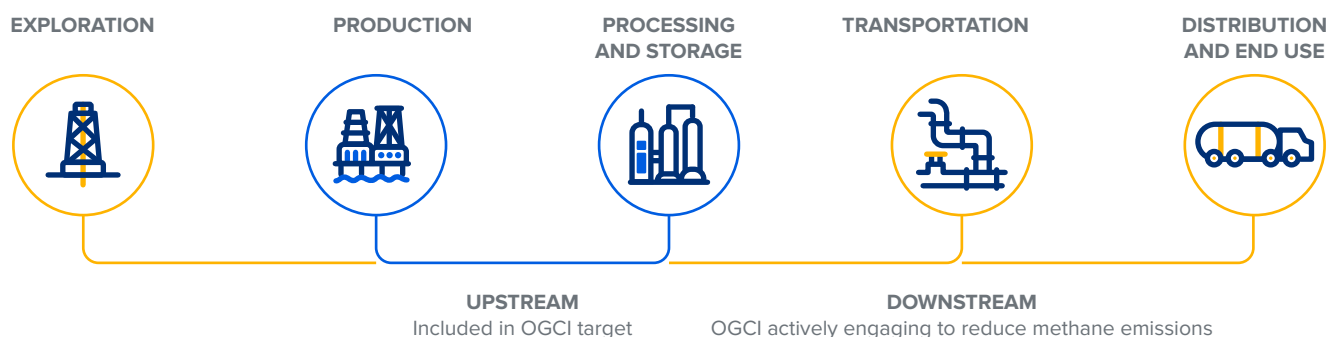 EXPLORATION
PRODUCTION
PROCESSING
AND STORAGE
TRANSPORTATION
DISTRIBUTION
AND END USE
UPSTREAM
Included in OGCI target
DOWNSTREAM
OGCI actively engaging to reduce methane emissions